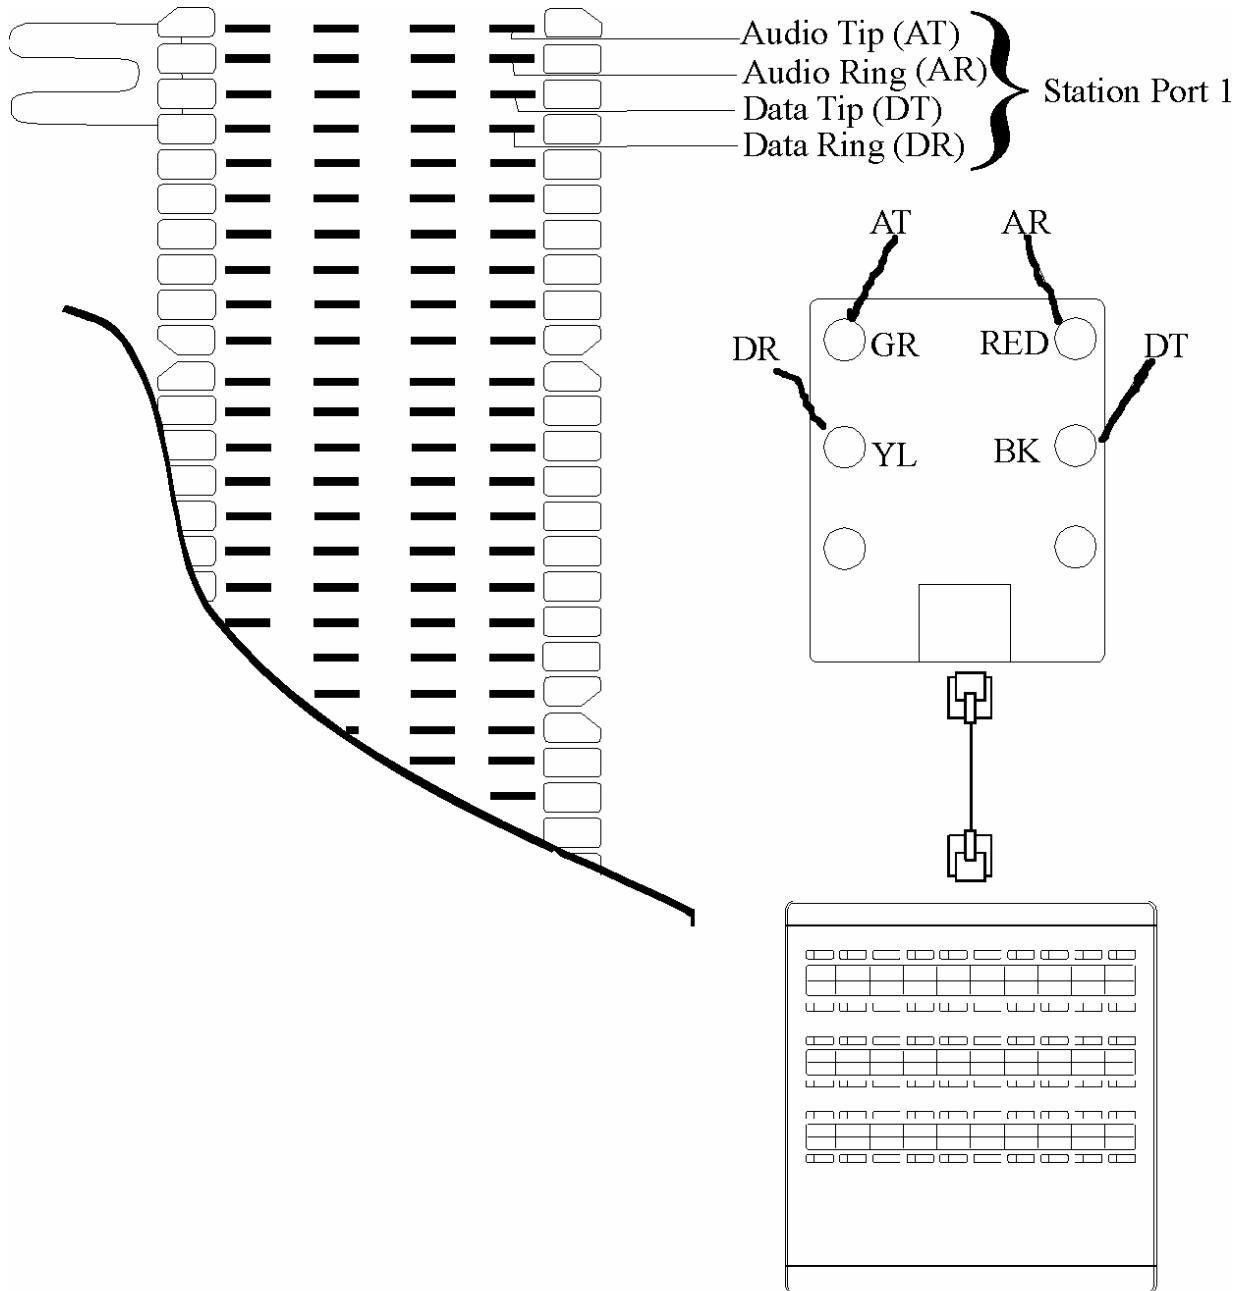 Audio Tip (AT)
Audio Ring (AR)
Data Tip (DT)
Data Ring (DR)
Station Port 1
AT AR
DR DT
GR RED
YL BK